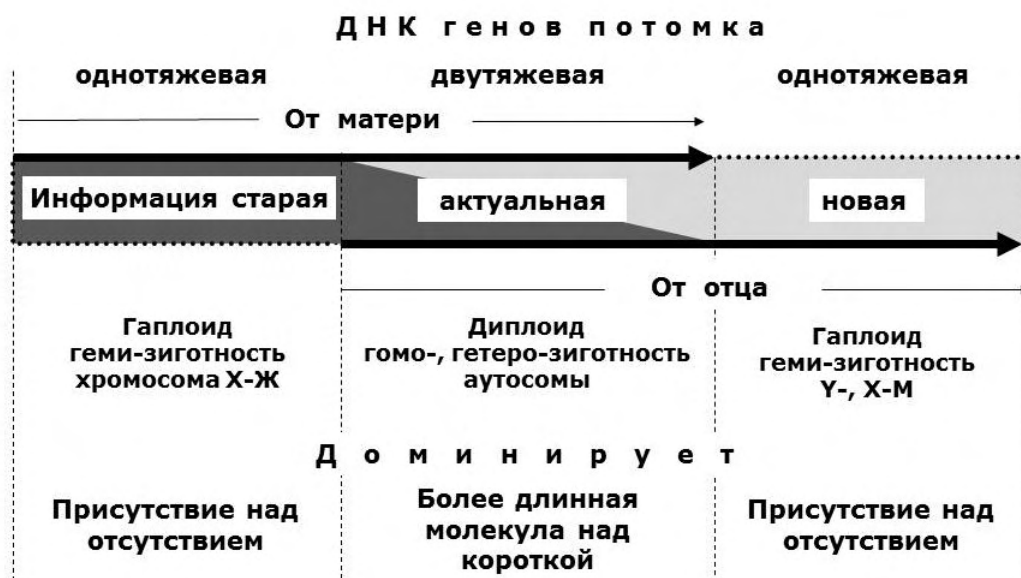 ДНК генов потомка
однотяжевая двутяжевая однотяжевая
От матери
Информация старая актуальная новая
От отца
Гаплоид
геми-зиготность
хромосома Х-Ж
Диплоид
гомо-, гетеро-зиготность
аутосомы
Гаплоид
геми-зиготность
Y-, Х-М
Доминирует
Присутствие над
отсутствием
Более длинная
молекула над
короткой
Присутствие над
отсутствием